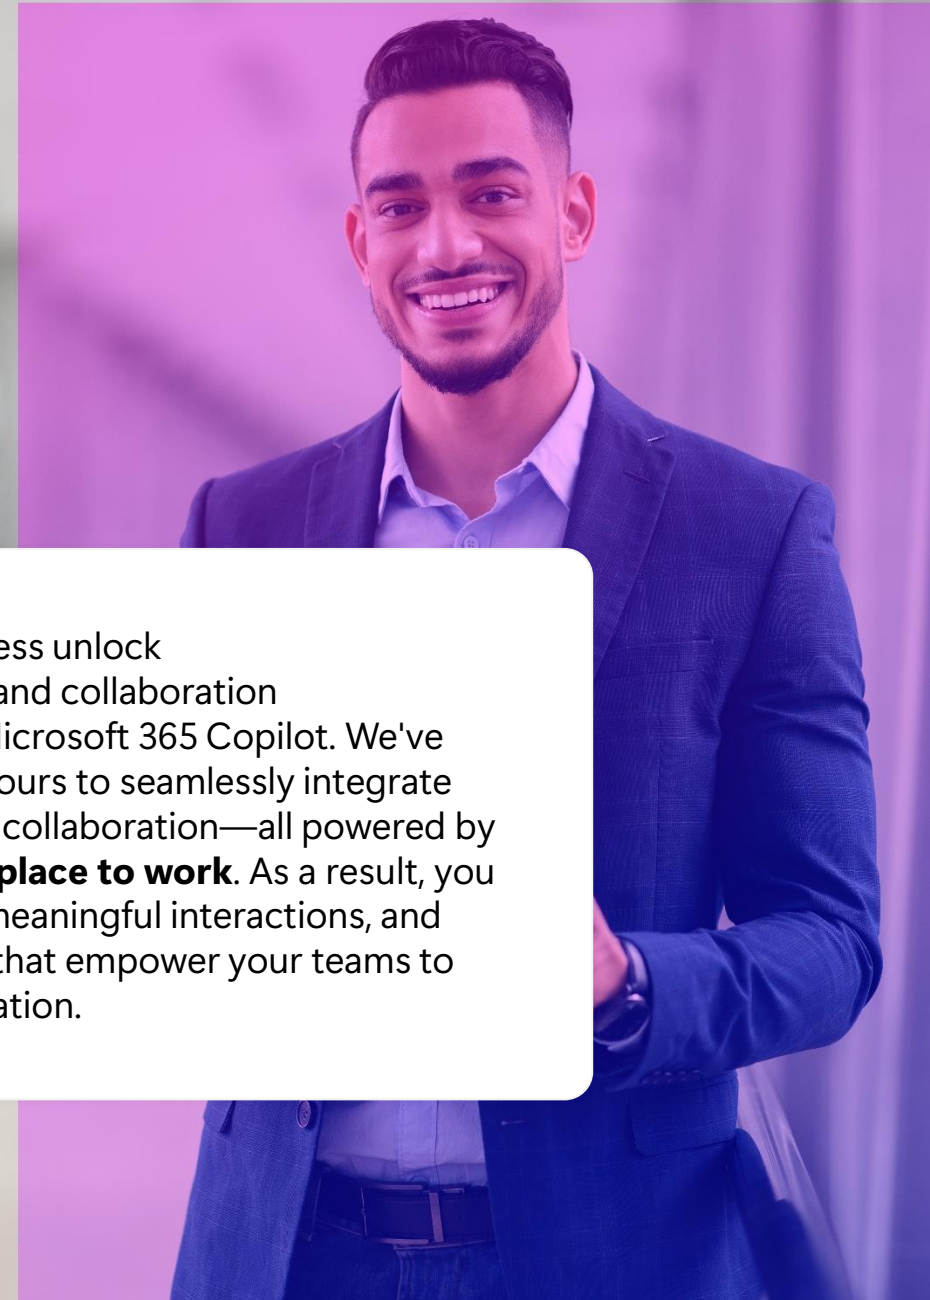 ess unlock
and collaboration
icrosoft 365 Copilot. We've
ours to seamlessly integrate
collaboration—all powered by
place to work. As a result, you
eaningful interactions, and
that empower your teams to
ation.